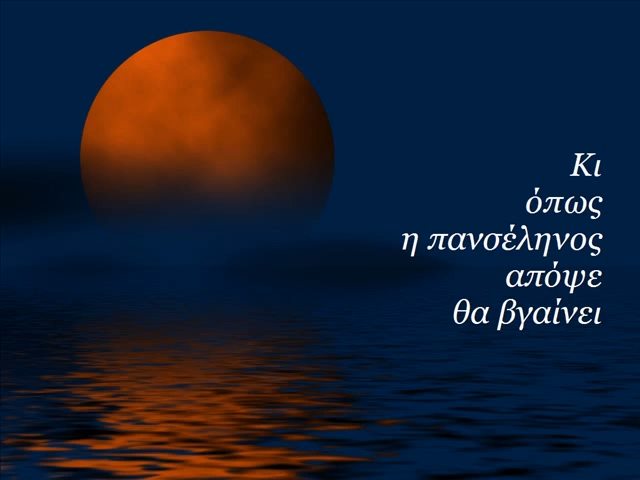 Κι
όπως
η πανσέληνος
απόψε
θα βγαίνει